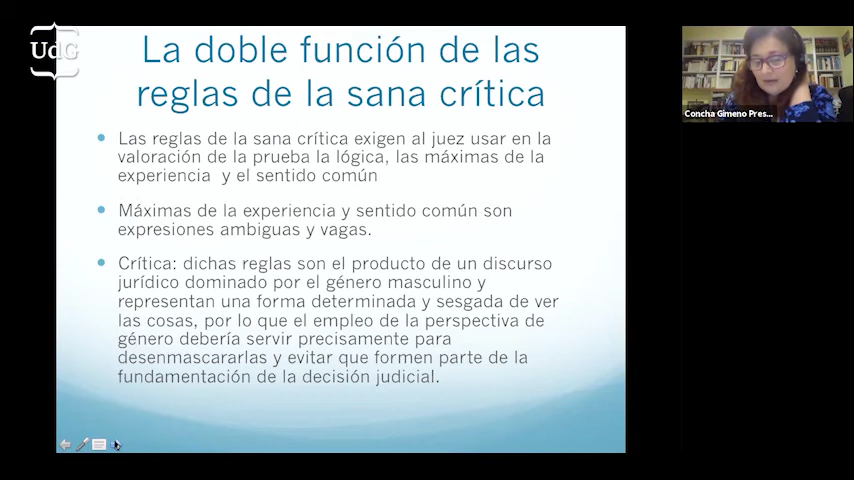 UdG
La doble función de las
reglas de la sana crítica
Las reglas de la sana crítica exigen al juez usar en la
valoración de la prueba la lógica, las máximas de la
experiencia y el sentido común
Máximas de la experiencia y sentido común son
expresiones ambiguas y vagas.
Crítica: dichas reglas son el producto de un discurso
jurídico dominado por el género masculino y
representan una forma determinada y sesgada de ver
las cosas, por lo que el empleo de la perspectiva de
género debería servir precisamente para
desenmascararlas y evitar que formen parte de la
fundamentación de la decisión judicial.
Concha Gimeno Pres...